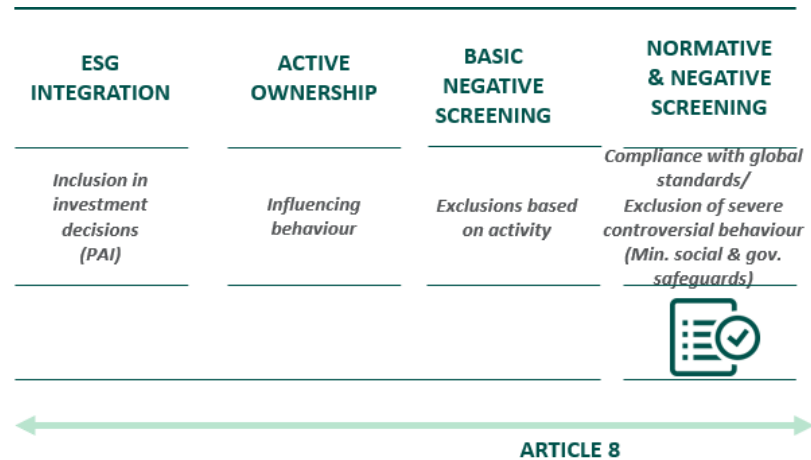 ESG
INTEGRATION
ACTIVE
OWNERSHIP
BASIC
NEGATIVE
SCREENING
NORMATIVE
& NEGATIVE
SCREENING
Inclusion in
investment
decisions
(PAI)
Influencing
behaviour
Exclusions based
on activity
Compliance with global
standards/
Exclusion of severe
controversial behaviour
(Min. social & gov.
safeguards)
ARTICLE 8